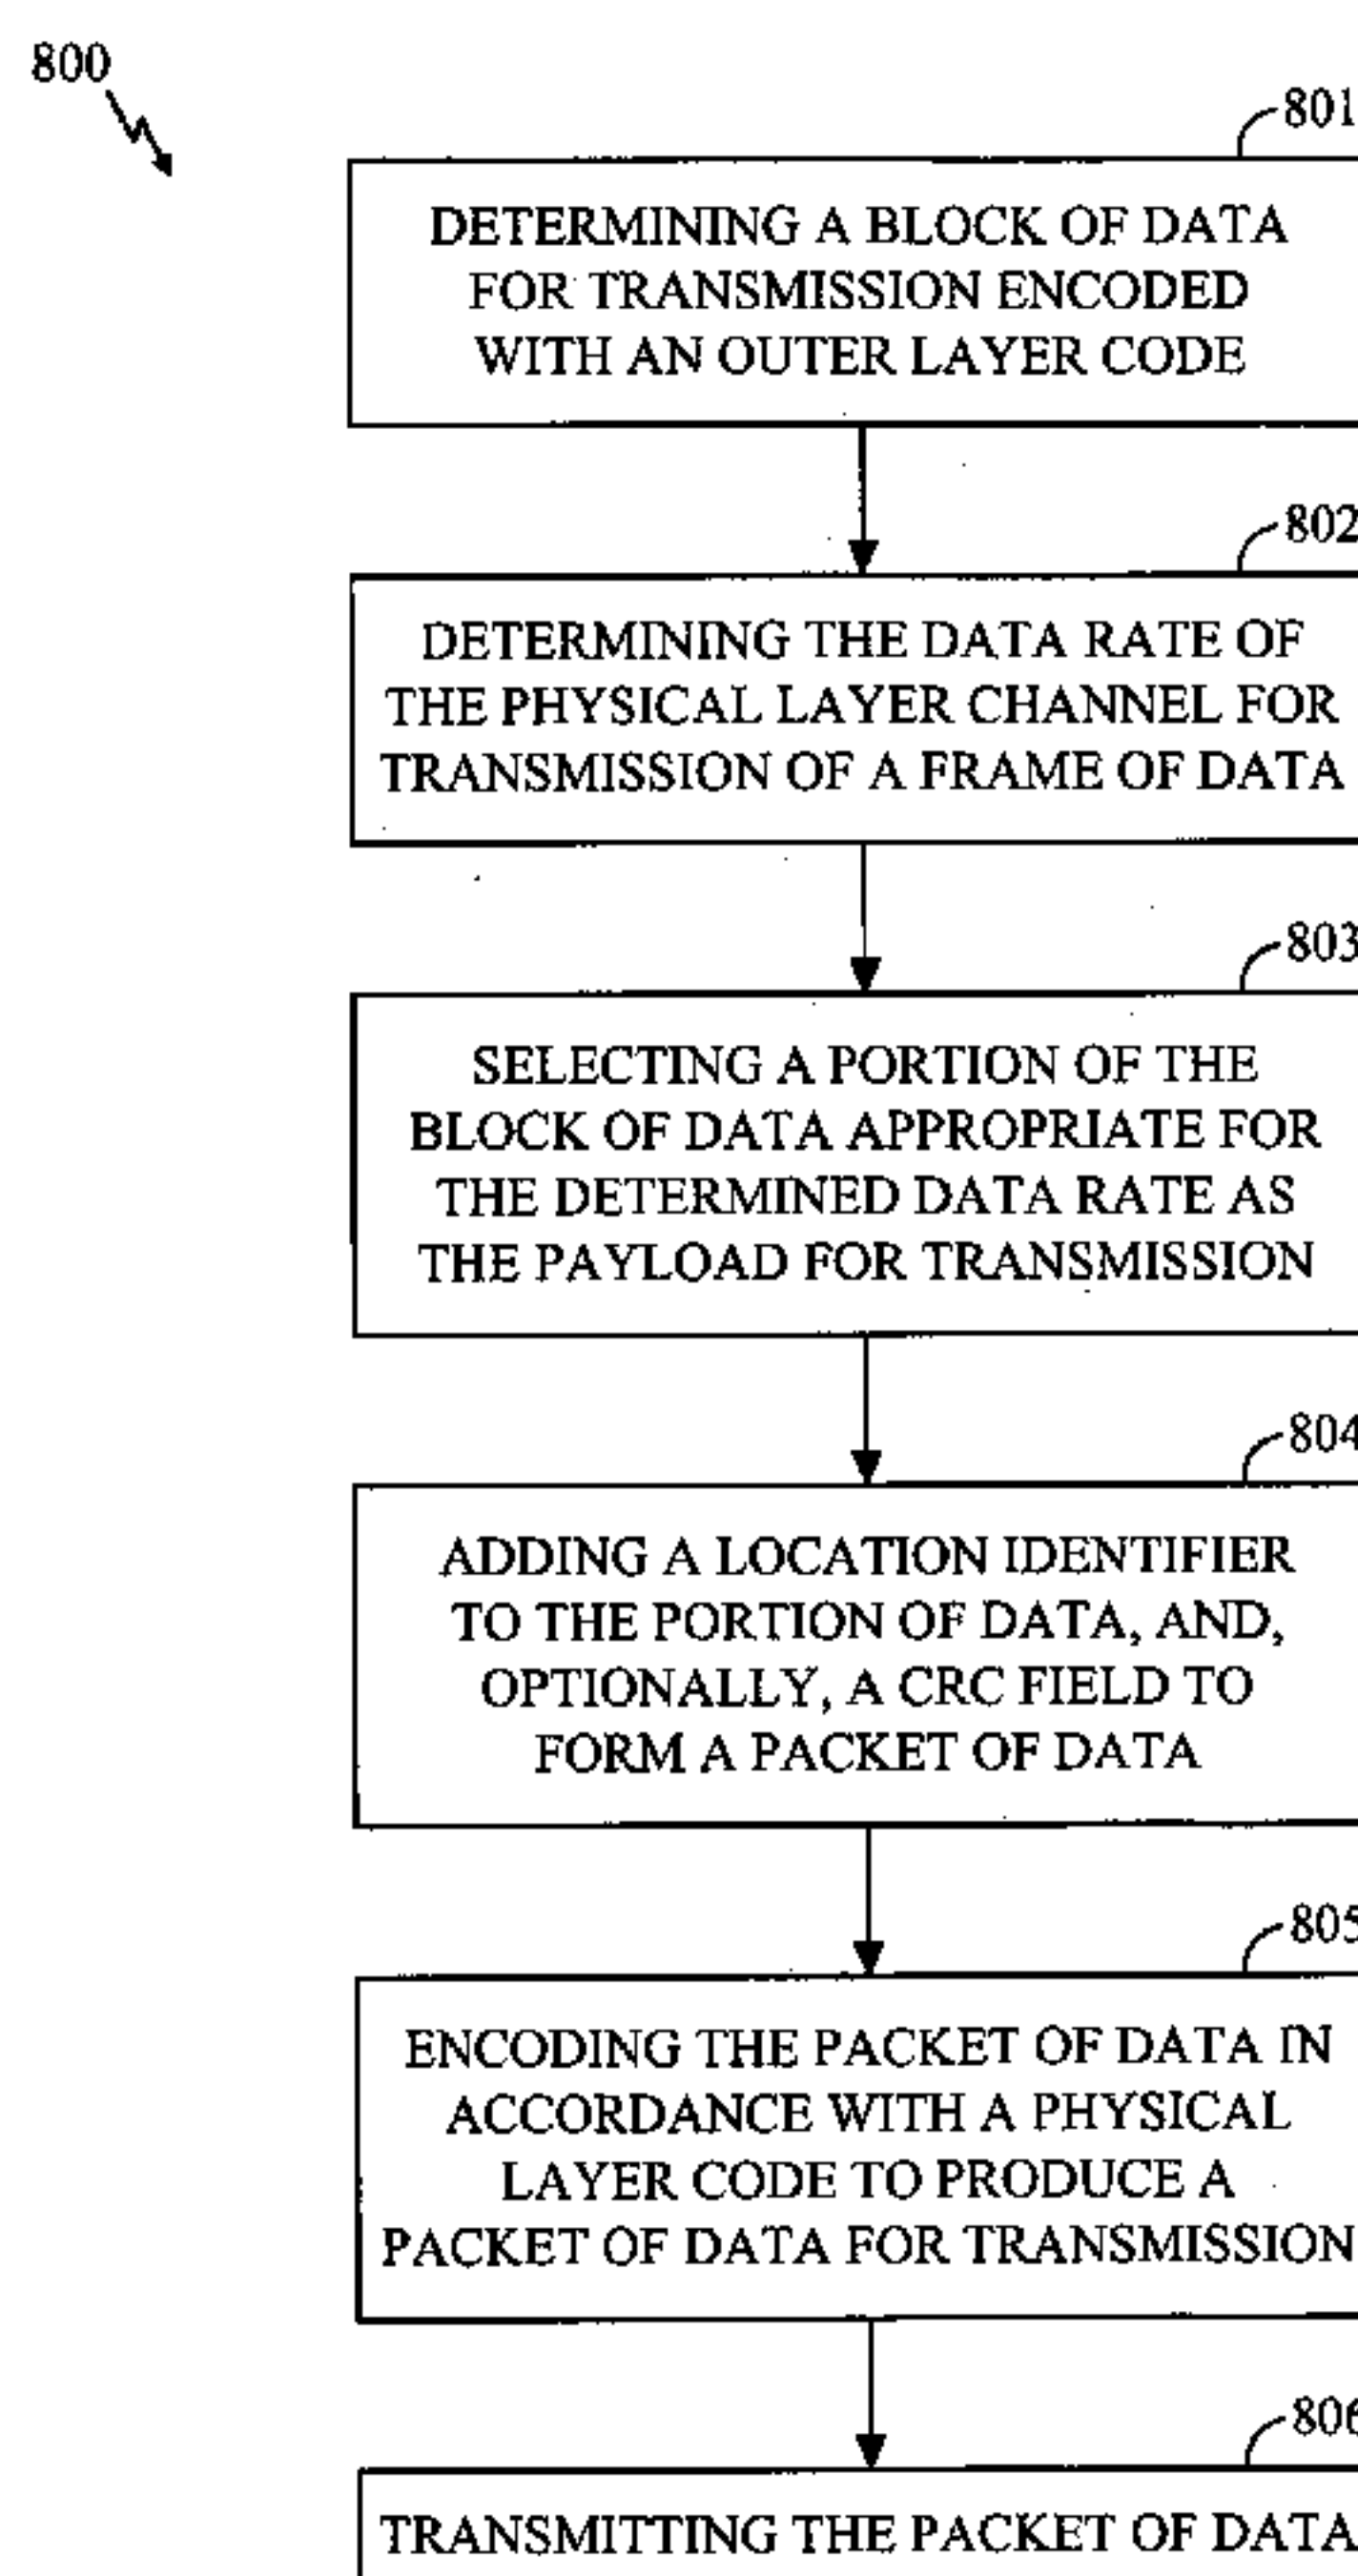 800
801
DETERMINING A BLOCK OF DATA
FOR TRANSMISSION ENCODED
WITH AN OUTER LAYER CODE
802
DETERMINING THE DATA RATE OF
THE PHYSICAL LAYER CHANNEL FOR
TRANSMISSION OF A FRAME OF DATA
803
SELECTING A PORTION OF THE
BLOCK OF DATA APPROPRIATE FOR
THE DETERMINED DATA RATE AS
THE PAYLOAD FOR TRANSMISSION
804
ADDING A LOCATION IDENTIFIER
TO THE PORTION OF DATA, AND,
OPTIONALLY, A CRC FIELD TO
FORM A PACKET OF DATA
805
ENCODING THE PACKET OF DATA IN
ACCORDANCE WITH A PHYSICAL
LAYER CODE TO PRODUCE A
PACKET OF DATA FOR TRANSMISSION
806
TRANSMITTING THE PACKET OF DATA